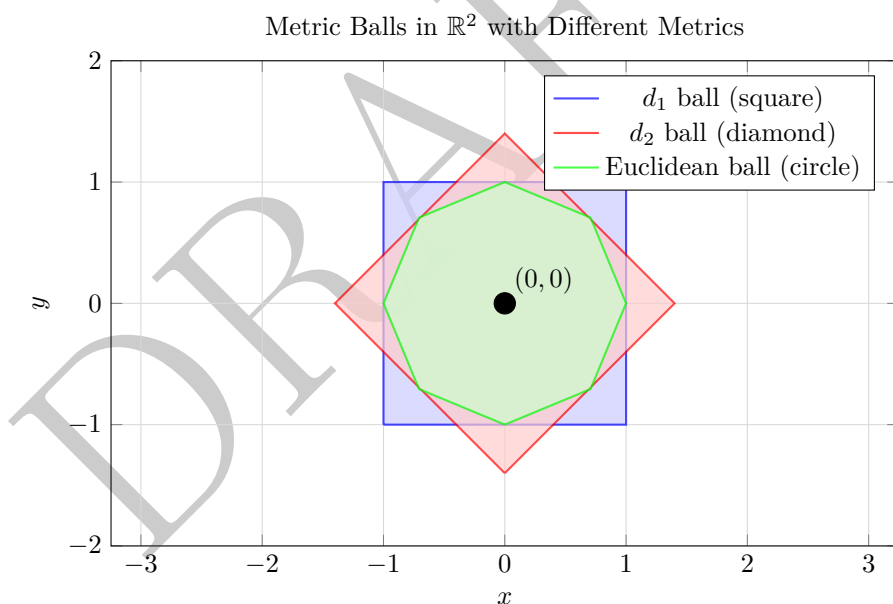 Metric Balls in ℝ² with Different Metrics
2
1
0
−1
−2
y
d₁ ball (square)
d₂ ball (diamond)
Euclidean ball (circle)
(0, 0)
−3
−2
−1
0
1
2
3
x
DRAF